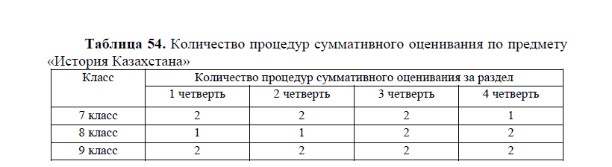 Таблица 54. Количество процедур суммативного оценивания по предмету
«История Казахстана»
Класс Количество процедур суммативного оценивания за раздел
1 четверть 2 четверть 3 четверть 4 четверть
7 класс 2 2 2 1
8 класс 1 1 2 2
9 класс 2 2 2 2